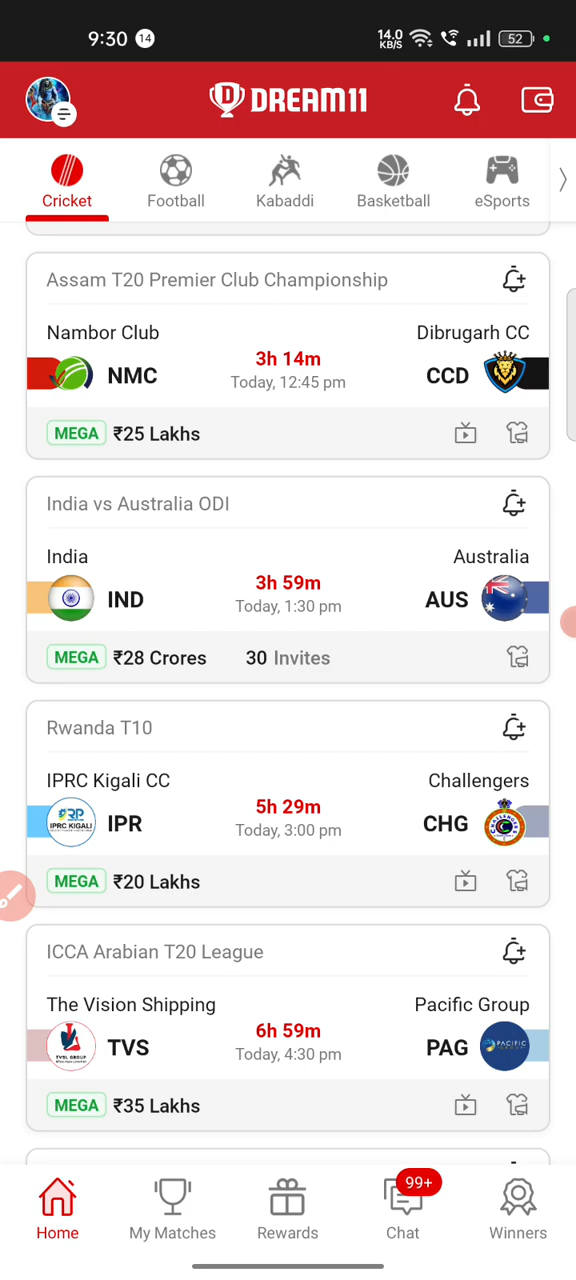 9:30 14 14.0 KB/S 52
DREAM11
Cricket Football Kabaddi Basketball eSports
Assam T20 Premier Club Championship
Nambor Club Dibrugarh CC
NMC 3h 14m CCD
Today, 12:45 pm
MEGA ₹25 Lakhs
India vs Australia ODI
India Australia
IND 3h 59m AUS
Today, 1:30 pm
MEGA ₹28 Crores 30 Invites
Rwanda T10
IPRC Kigali CC Challengers
IPR 5h 29m CHG
Today, 3:00 pm
MEGA ₹20 Lakhs
ICCA Arabian T20 League
The Vision Shipping Pacific Group
TVS 6h 59m PAG
Today, 4:30 pm
MEGA ₹35 Lakhs
99+
Home My Matches Rewards Chat Winners